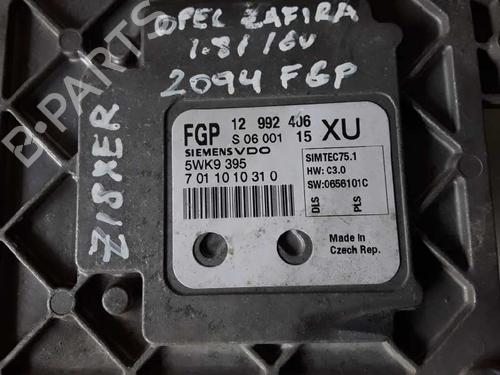 OPEL ZAFIRA
1.8i 16V
2094 FGP
Z18XER
B-PARTS
FGP 12 992 406 XU
S 06 001 15
SIEMENS VDO
5WK9 395
7 01 10 10 31 0
SIMTEC75.1
HW: C3.0
SW:0656101C
DLS
PLS
Made in
Czech Rep.